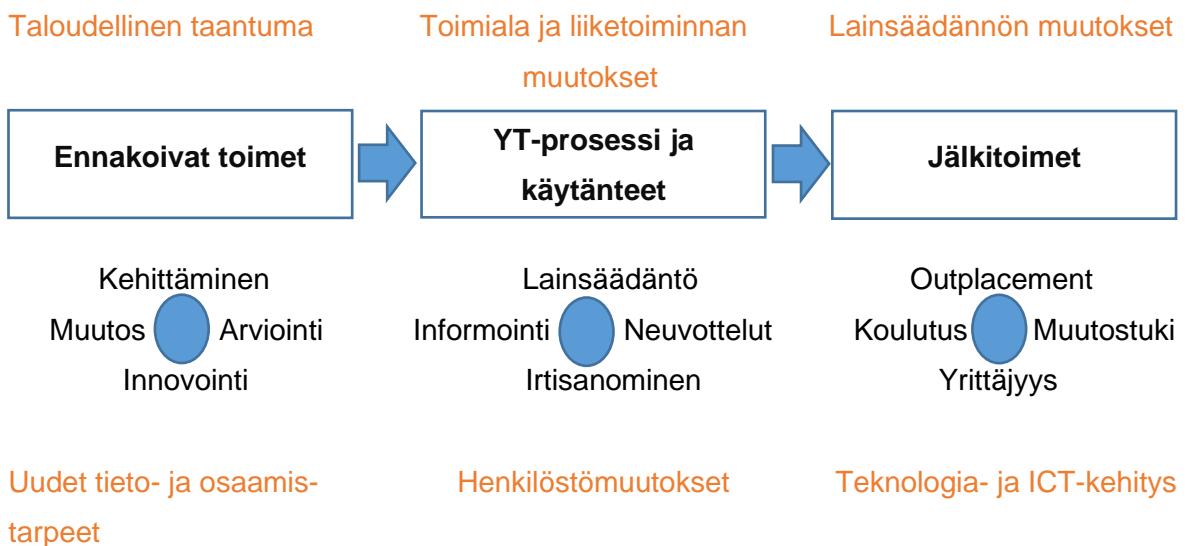 Taloudellinen taantuma
Toimiala ja liiketoiminnan
muutokset
Lainsäädännön muutokset
Ennakoivat toimet
YT-prosessi ja
käytänteet
Jälkitoimet
Kehittäminen
Muutos Arviointi
Innovointi
Lainsäädäntö
Informointi Neuvottelut
Irtisanominen
Outplacement
Koulutus Muutostuki
Yrittäjyys
Uudet tieto- ja osaamis-
tarpeet
Henkilöstömuutokset
Teknologia- ja ICT-kehitys